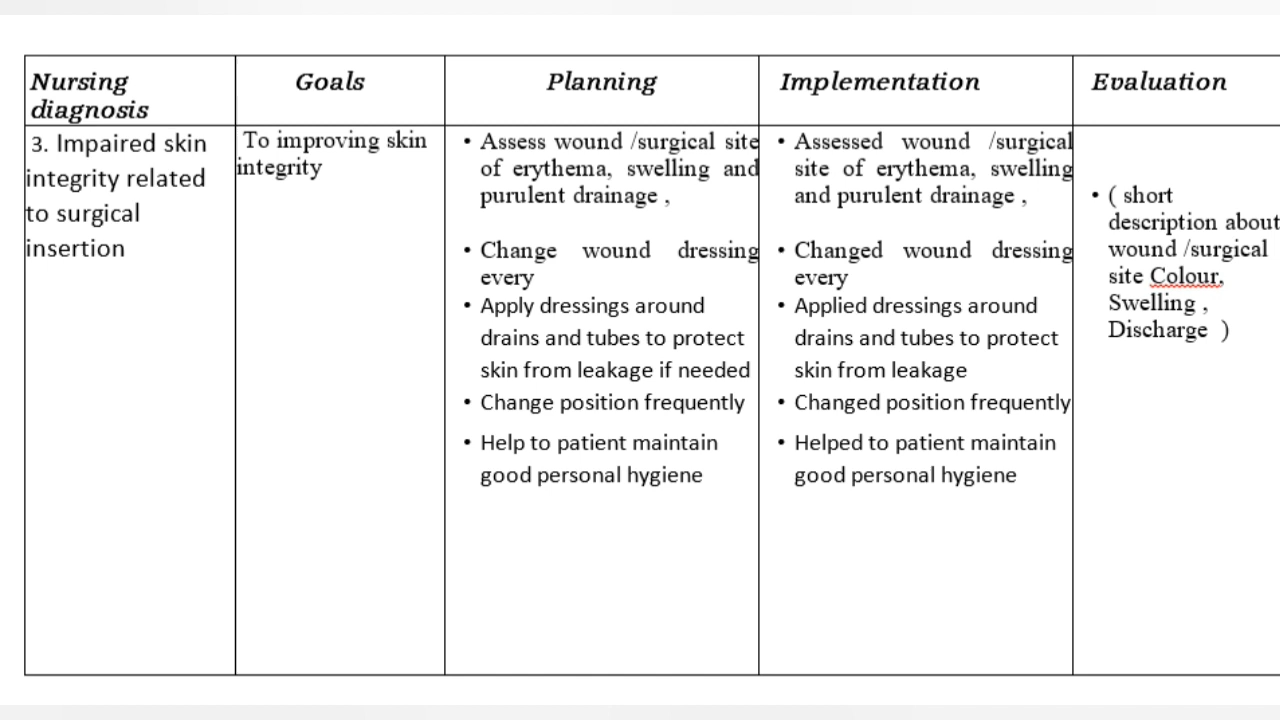 Nursing
diagnosis
Goals
Planning
Implementation
Evaluation
3. Impaired skin
integrity related
to surgical
insertion
To improving skin
integrity
• Assess wound /surgical site
of erythema, swelling and
purulent drainage ,
• Change wound dressing
every
• Apply dressings around
drains and tubes to protect
skin from leakage if needed
• Change position frequently
• Help to patient maintain
good personal hygiene
• Assessed wound /surgical
site of erythema, swelling
and purulent drainage ,
• Changed wound dressing
every
• Applied dressings around
drains and tubes to protect
skin from leakage
• Changed position frequently
• Helped to patient maintain
good personal hygiene
• ( short
description about
wound /surgical
site Colour,
Swelling ,
Discharge )